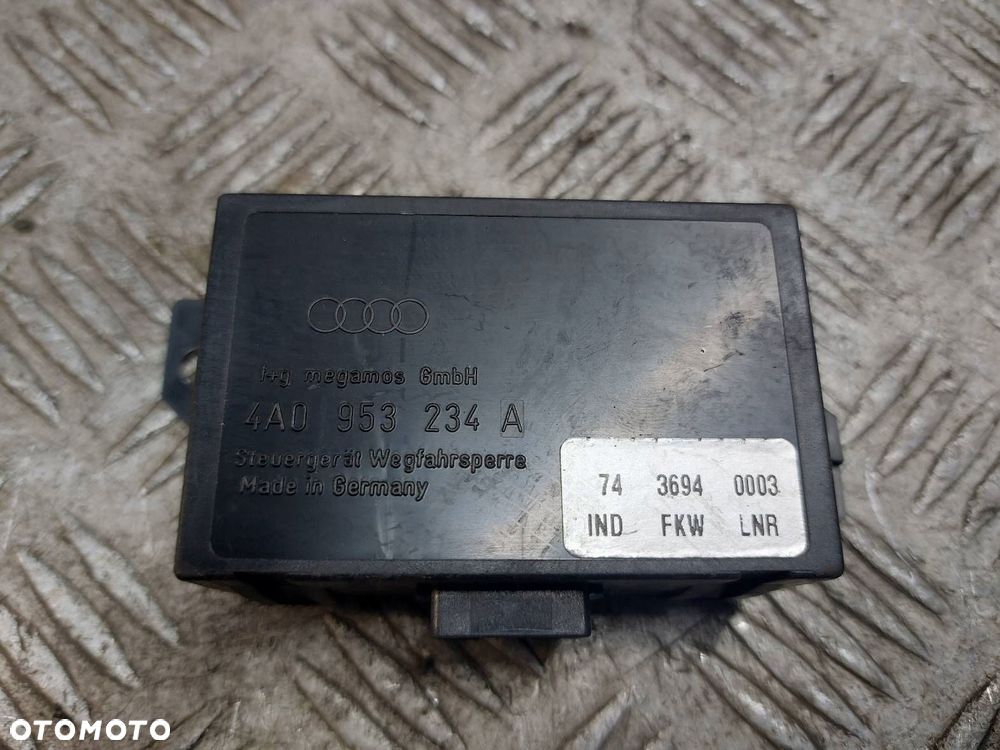 t+g megamos GmbH
4A0 953 234 A
Steuergerät Wegfahrsperre
Made in Germany
74 3694 0003
IND FKW LNR
OTOMOTO